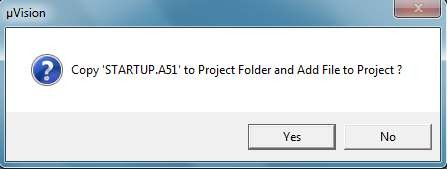 µVision
Copy 'STARTUP.A51' to Project Folder and Add File to Project ?
Yes
No